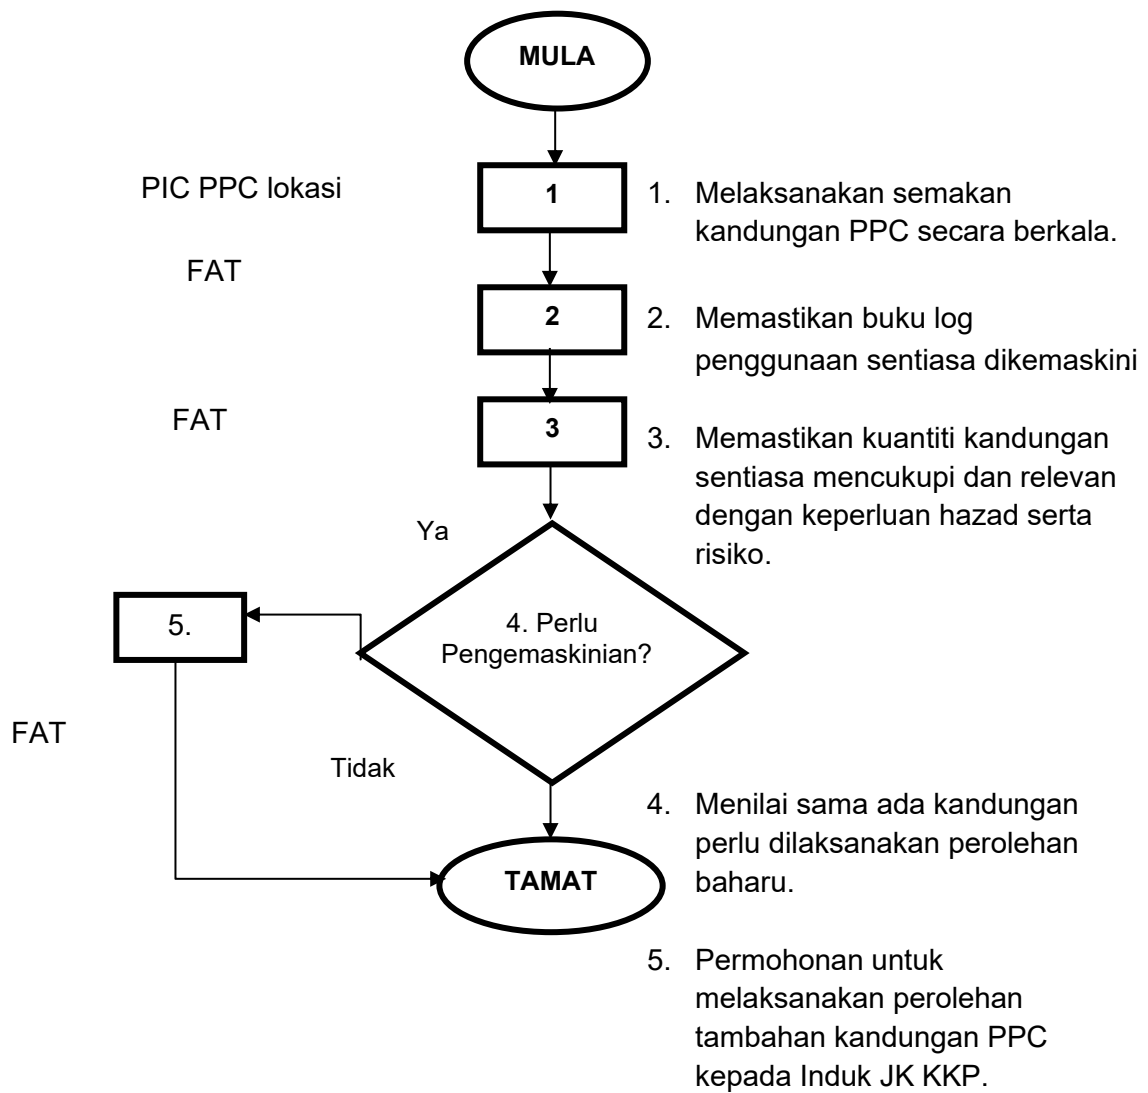 MULA
PIC PPC lokasi
1
1. Melaksanakan semakan
kandungan PPC secara berkala.
FAT
2
2. Memastikan buku log
penggunaan sentiasa dikemaskini.
FAT
3
3. Memastikan kuantiti kandungan
sentiasa mencukupi dan relevan
dengan keperluan hazad serta
risiko.
Ya
4. Perlu
Pengemaskinian?
5.
FAT
Tidak
4. Menilai sama ada kandungan
perlu dilaksanakan perolehan
baharu.
TAMAT
5. Permohonan untuk
melaksanakan perolehan
tambahan kandungan PPC
kepada Induk JK KKP.